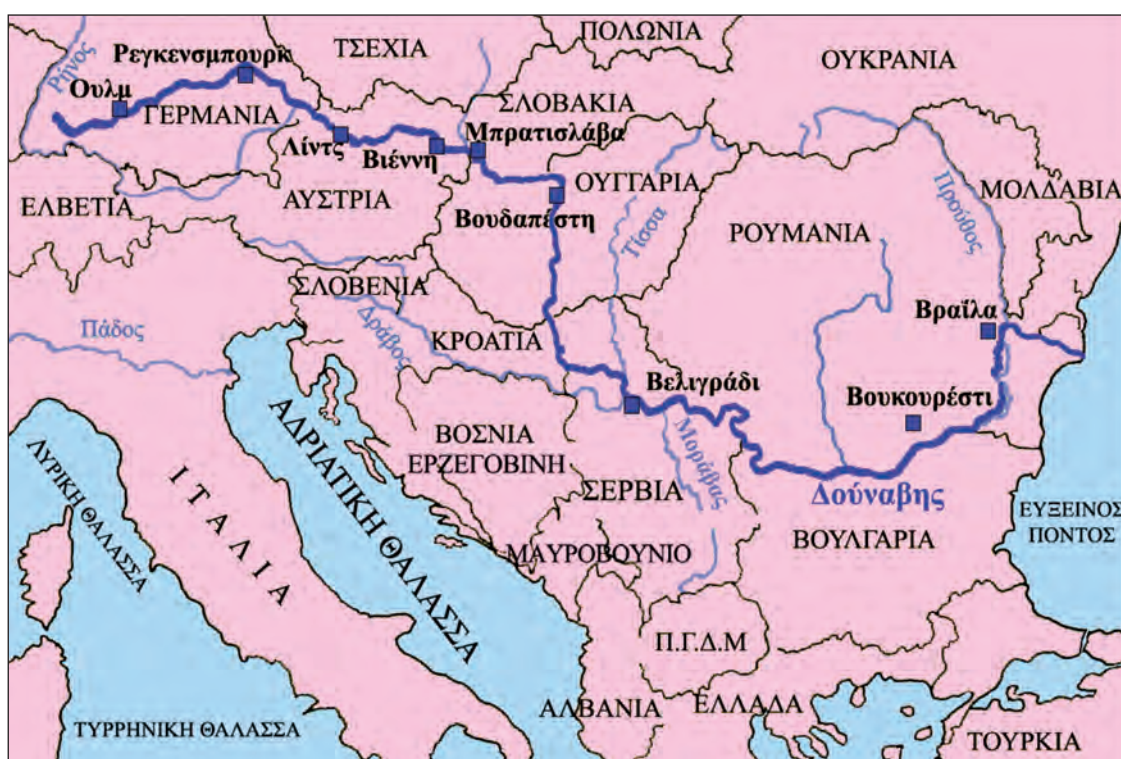 ΠΟΛΩΝΙΑ
ΤΣΕΧΙΑ
ΟΥΚΡΑΝΙΑ
Ρήνος
Ρεγκενσμπουρκ
Ουλμ
ΓΕΡΜΑΝΙΑ
ΣΛΟΒΑΚΙΑ
Μπρατισλάβα
Λίντς
Βιέννη
ΕΛΒΕΤΙΑ
ΑΥΣΤΡΙΑ
ΟΥΓΓΑΡΙΑ
Βουδαπέστη
Τίσσα
ΡΟΥΜΑΝΙΑ
Προύθος
ΜΟΛΔΑΒΙΑ
ΣΛΟΒΕΝΙΑ
Δράβος
ΚΡΟΑΤΙΑ
Πάδος
Βραΐλα
Βελιγράδι
Βουκουρέστι
ΒΟΣΝΙΑ
ΕΡΖΕΓΟΒΙΝΗ
Μοράβας
ΣΕΡΒΙΑ
Δούναβης
ΑΔΡΙΑΤΙΚΗ ΘΑΛΑΣΣΑ
ΙΤΑΛΙΑ
ΛΥΡΙΚΗ ΘΑΛΑΣΣΑ
ΕΥΞΕΙΝΟΣ
ΠΟΝΤΟΣ
ΒΟΥΛΓΑΡΙΑ
ΜΑΥΡΟΒΟΥΝΙΟ
Π.Γ.Δ.Μ
ΑΛΒΑΝΙΑ
ΕΛΛΑΔΑ
ΤΥΡΡΗΝΙΚΗ ΘΑΛΑΣΣΑ
ΤΟΥΡΚΙΑ